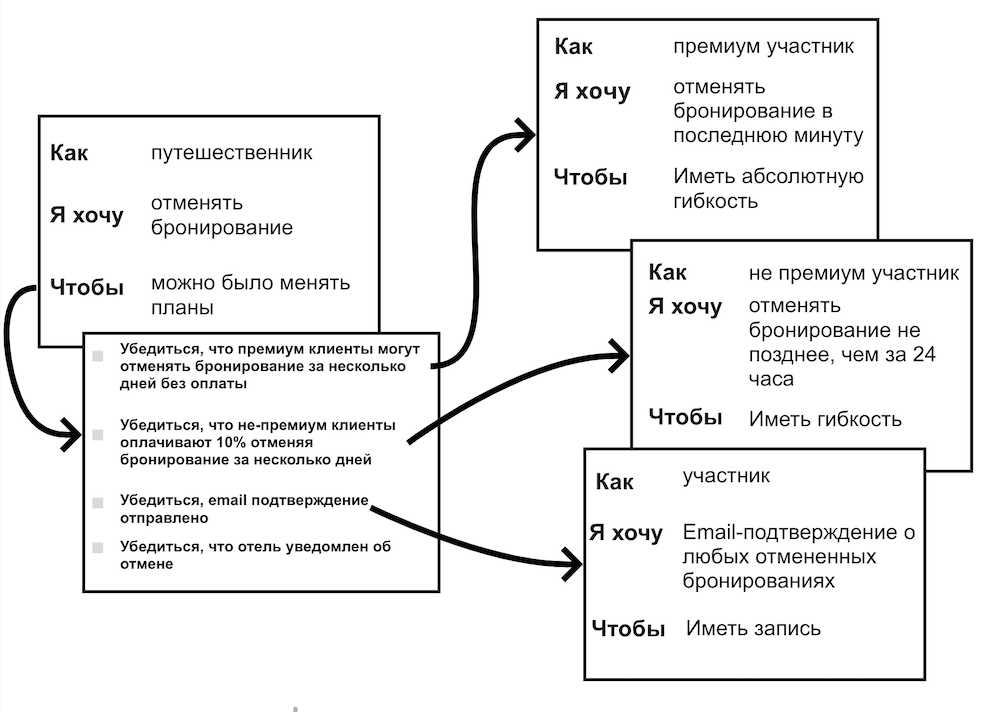 Как путешественник
Я хочу отменять
бронирование
Чтобы можно было менять
планы
Убедиться, что премиум клиенты могут
отменять бронирование за несколько
дней без оплаты
Убедиться, что не-премиум клиенты
оплачивают 10% отменяя
бронирование за несколько дней
Убедиться, email подтверждение
отправлено
Убедиться, что отель уведомлен об
отмене
Как премиум участник
Я хочу отменять
бронирование в
последнюю минуту
Чтобы Иметь абсолютную
гибкость
Как не премиум участник
Я хочу отменять
бронирование не
позднее, чем за 24
часа
Чтобы Иметь гибкость
Как участник
Я хочу Email-подтверждение о
любых отмененных
бронированиях
Чтобы Иметь запись